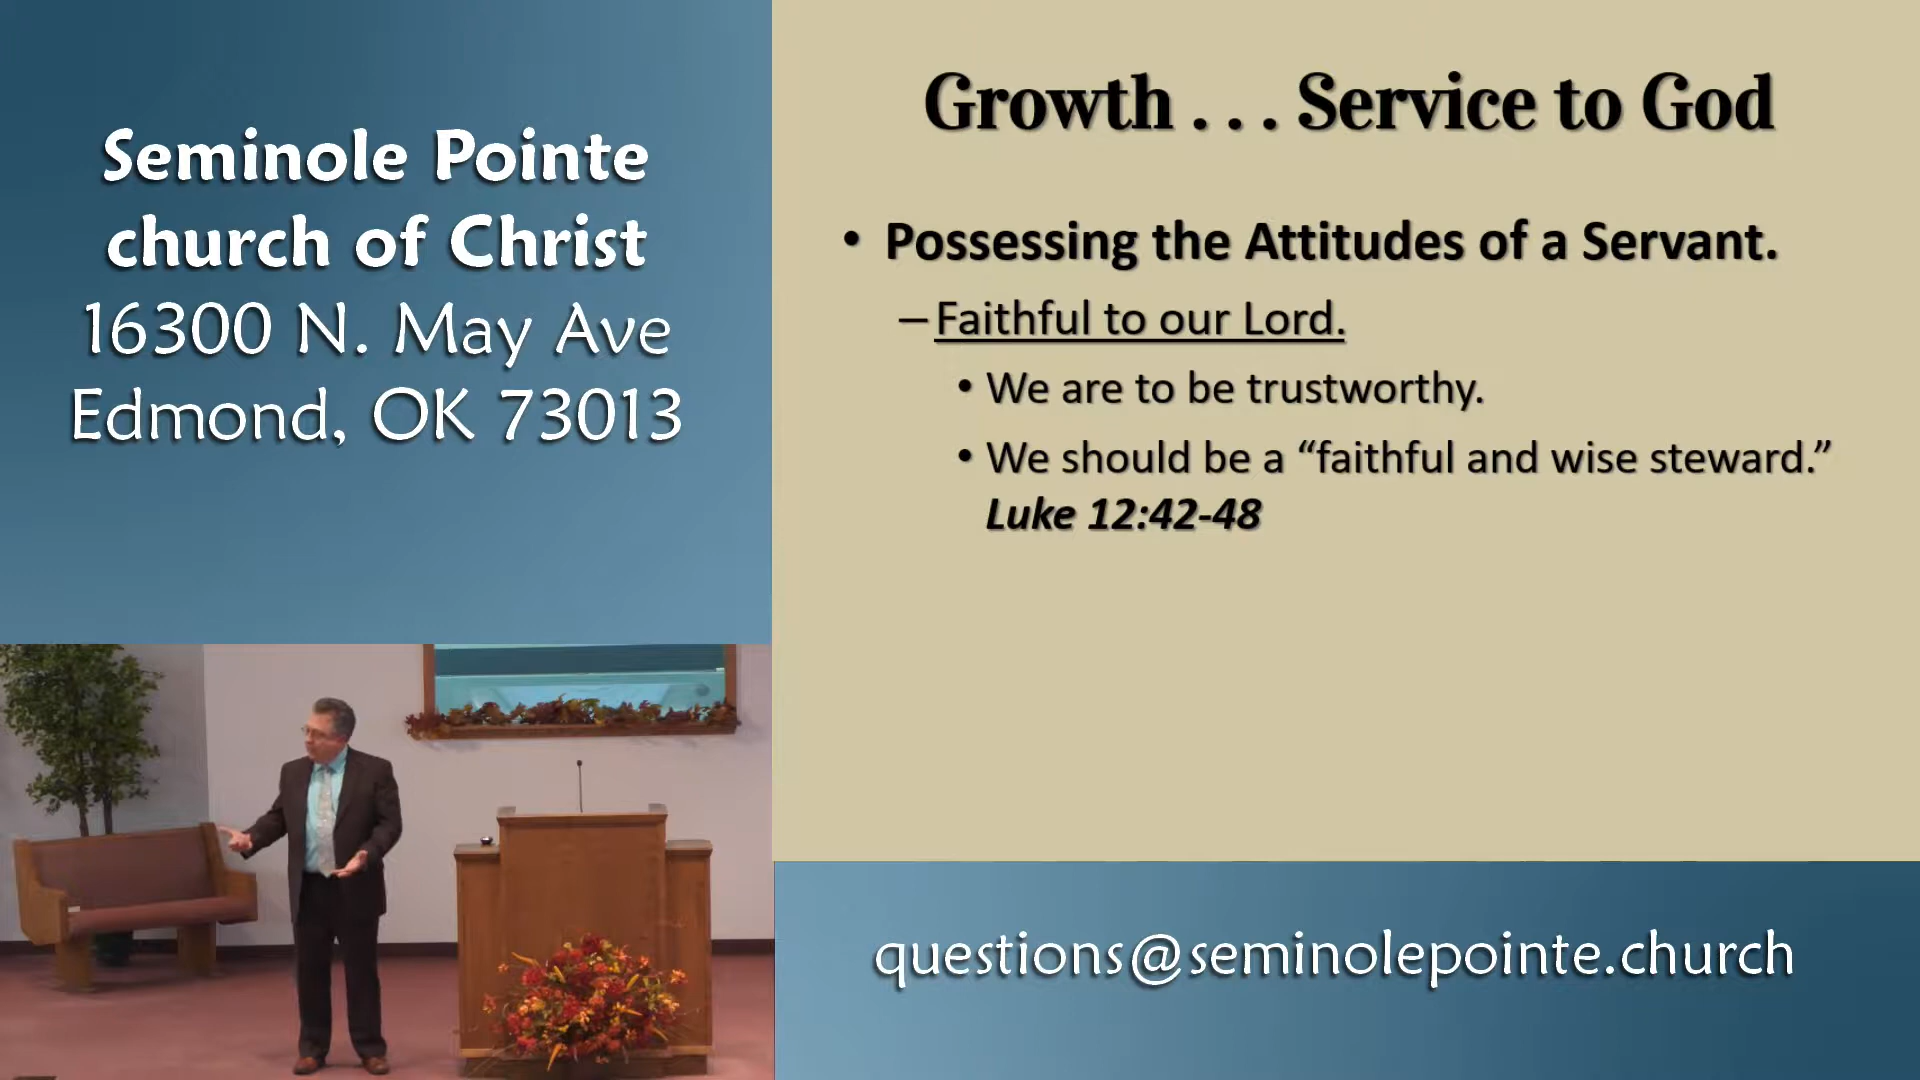 Seminole Pointe
church of Christ
16300 N. May Ave
Edmond, OK 73013
Growth . . . Service to God
• Possessing the Attitudes of a Servant.
– Faithful to our Lord.
• We are to be trustworthy.
• We should be a “faithful and wise steward.”
Luke 12:42-48
questions@seminolepointe.church